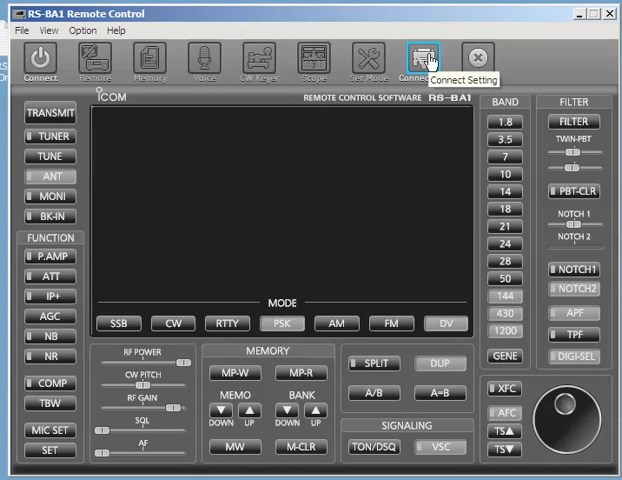 RS-BA1 Remote Control
File View Option Help
Connect Remote Memory Voice CW Keyer Scope Set Mode
Connect Setting
ICOM REMOTE CONTROL SOFTWARE RS-BA1
TRANSMIT
TUNER
TUNE
ANT
MONI
BK-IN
FUNCTION
P.AMP
ATT
IP+
AGC
NB
NR
COMP
TBW
MIC SET
SET
MODE
SSB CW RTTY PSK AM FM DV
RF POWER
CW PITCH
RF GAIN
SQL
AF
MEMORY
MP-W MP-R
MEMO BANK
DOWN UP DOWN UP
MW M-CLR
SPLIT DUP
A/B A=B
SIGNALING
TON/DSQ VSC
BAND
1.8
3.5
7
10
14
18
21
24
28
50
144
430
1200
GENE
FILTER
FILTER
TWIN-PBT
PBT-CLR
NOTCH 1
NOTCH 2
NOTCH1
NOTCH2
APF
TPF
DIGI-SEL
XFC
AFC
TS▲
TS▼